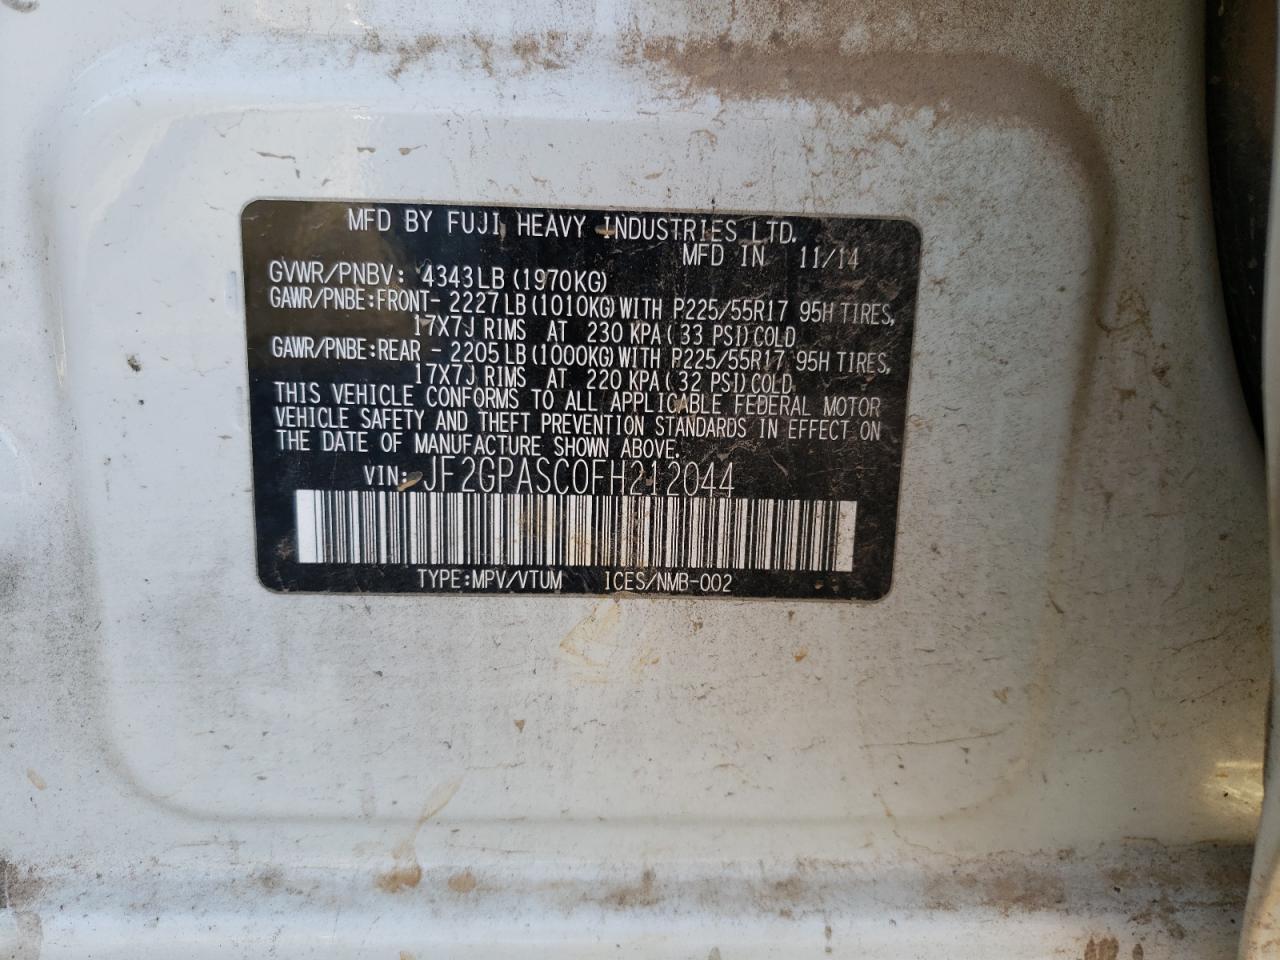 MFD BY FUJI HEAVY INDUSTRIES LTD.
MFD IN 11/14
GVWR/PNBV: 4343LB(1970KG)
GAWR/PNBE:FRONT- 2227LB(1010KG)WITH P225/55R17 95H TIRES,
17X7J RIMS AT 230 KPA(33 PSI)COLD
GAWR/PNBE:REAR - 2205LB(1000KG)WITH P225/55R17 95H TIRES,
17X7J RIMS AT 220 KPA(32 PSI)COLD
THIS VEHICLE CONFORMS TO ALL APPLICABLE FEDERAL MOTOR
VEHICLE SAFETY AND THEFT PREVENTION STANDARDS IN EFFECT ON
THE DATE OF MANUFACTURE SHOWN ABOVE.
VIN: JF2GPASC0FH212044
TYPE:MPV/VTUM ICES/NMB-002